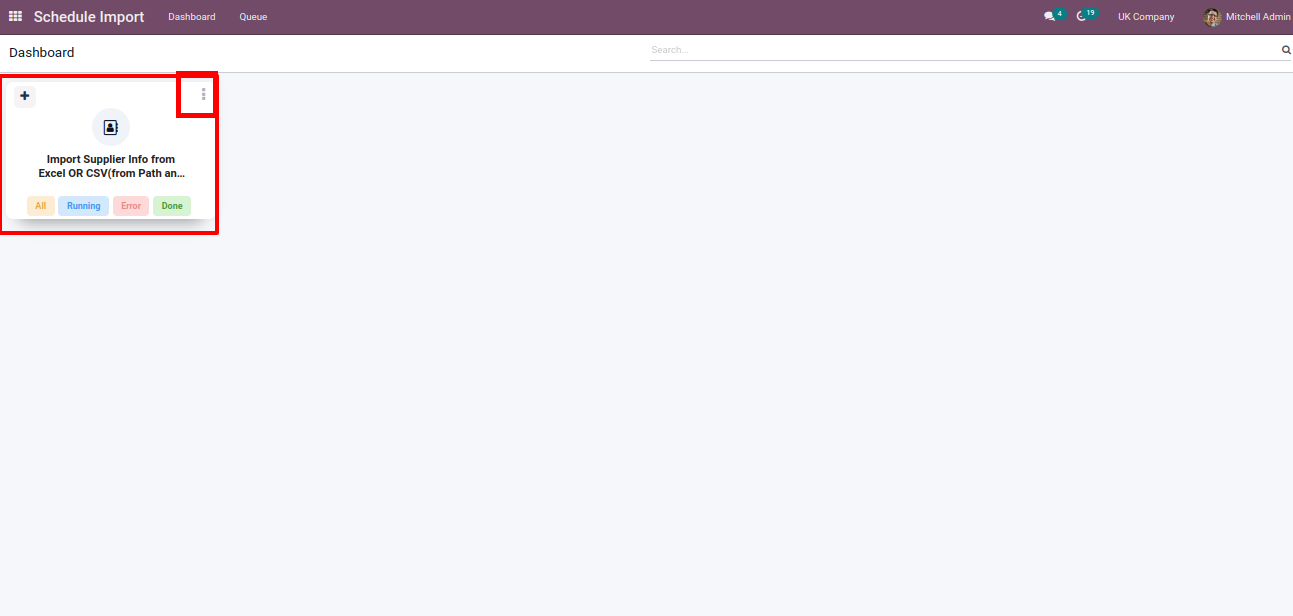 Schedule Import Dashboard Queue 4 19 UK Company Mitchell Admin
Dashboard Search...
Import Supplier Info from
Excel OR CSV(from Path an...
All Running Error Done